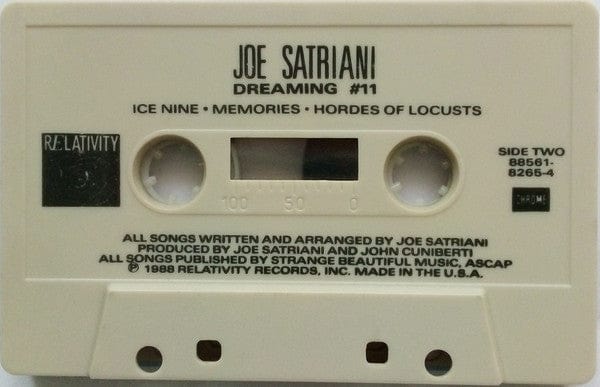 JOE SATRIANI
DREAMING #11
ICE NINE • MEMORIES • HORDES OF LOCUSTS
RELATIVITY
SIDE TWO
88561-
8265-4
CHROME
100 50 0
ALL SONGS WRITTEN AND ARRANGED BY JOE SATRIANI
PRODUCED BY JOE SATRIANI AND JOHN CUNIBERTI
ALL SONGS PUBLISHED BY STRANGE BEAUTIFUL MUSIC, ASCAP
℗ 1988 RELATIVITY RECORDS, INC. MADE IN THE U.S.A.